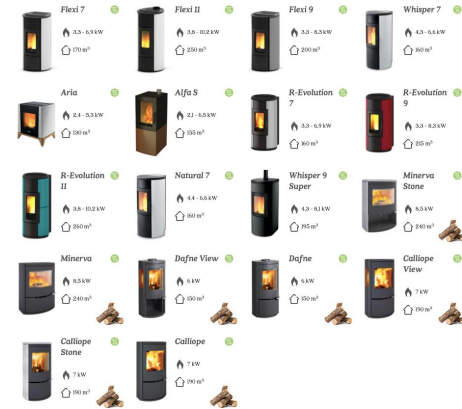 Flexi 7
3,3 - 6,9 kW
170 m³
Flexi 11
3,8 - 10,2 kW
250 m³
Flexi 9
3,3 - 8,3 kW
200 m³
Whisper 7
4,3 - 6,6 kW
160 m³
Aria
2,4 - 5,3 kW
130 m³
Alfa S
2,1 - 6,5 kW
155 m³
R-Evolution
7
3,3 - 6,9 kW
160 m³
R-Evolution
9
3,3 - 8,3 kW
215 m³
R-Evolution
11
3,8 - 10,2 kW
260 m³
Natural 7
4,4 - 6,6 kW
160 m³
Whisper 9
Super
4,3 - 8,1 kW
195 m³
Minerva
Stone
8,5 kW
240 m³
Minerva
8,5 kW
240 m³
Dafne View
6 kW
150 m³
Dafne
6 kW
150 m³
Calliope
View
7 kW
190 m³
Calliope
Stone
7 kW
190 m³
Calliope
7 kW
190 m³